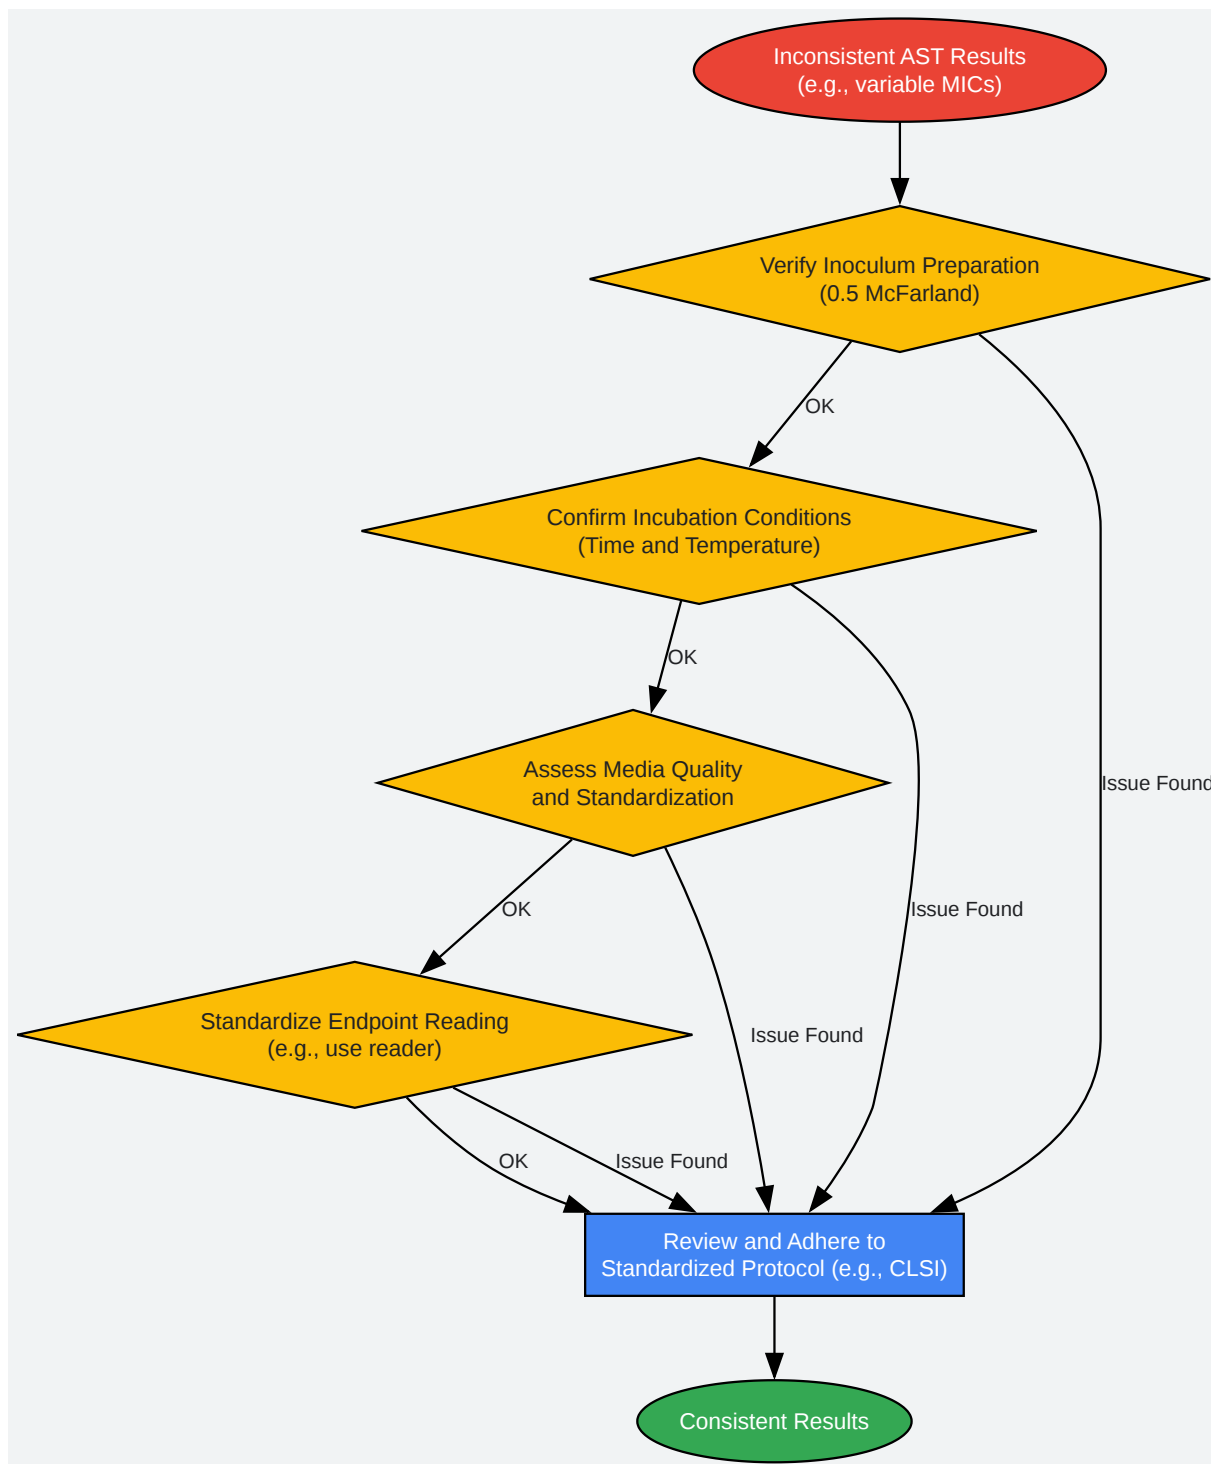 Inconsistent AST Results
(e.g., variable MICs)
Verify Inoculum Preparation
(0.5 McFarland)
OK
Confirm Incubation Conditions
(Time and Temperature)
OK
Assess Media Quality
and Standardization
Issue Found
OK
Issue Found
Standardize Endpoint Reading
(e.g., use reader)
Issue Found
OK
Issue Found
Review and Adhere to
Standardized Protocol (e.g., CLSI)
Consistent Results